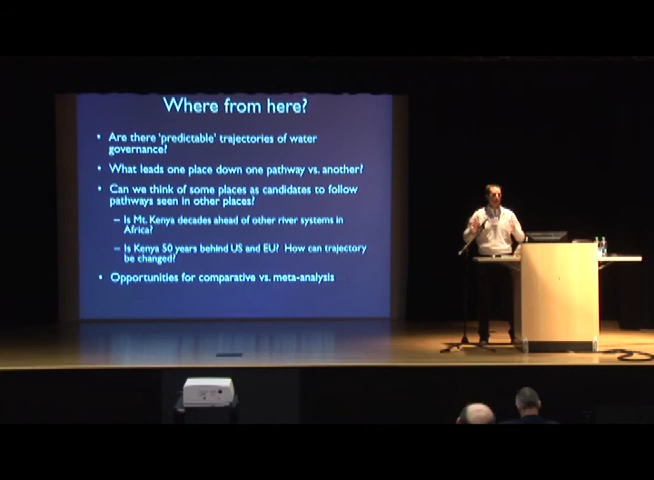 Where from here?
• Are there 'predictable' trajectories of water
governance?
• What leads one place down one pathway vs. another?
• Can we think of some places as candidates to follow
pathways seen in other places?
– Is Mt. Kenya decades ahead of other river systems in
Africa?
– Is Kenya 50 years behind US and EU? How can trajectory
be changed?
• Opportunities for comparative vs. meta-analysis